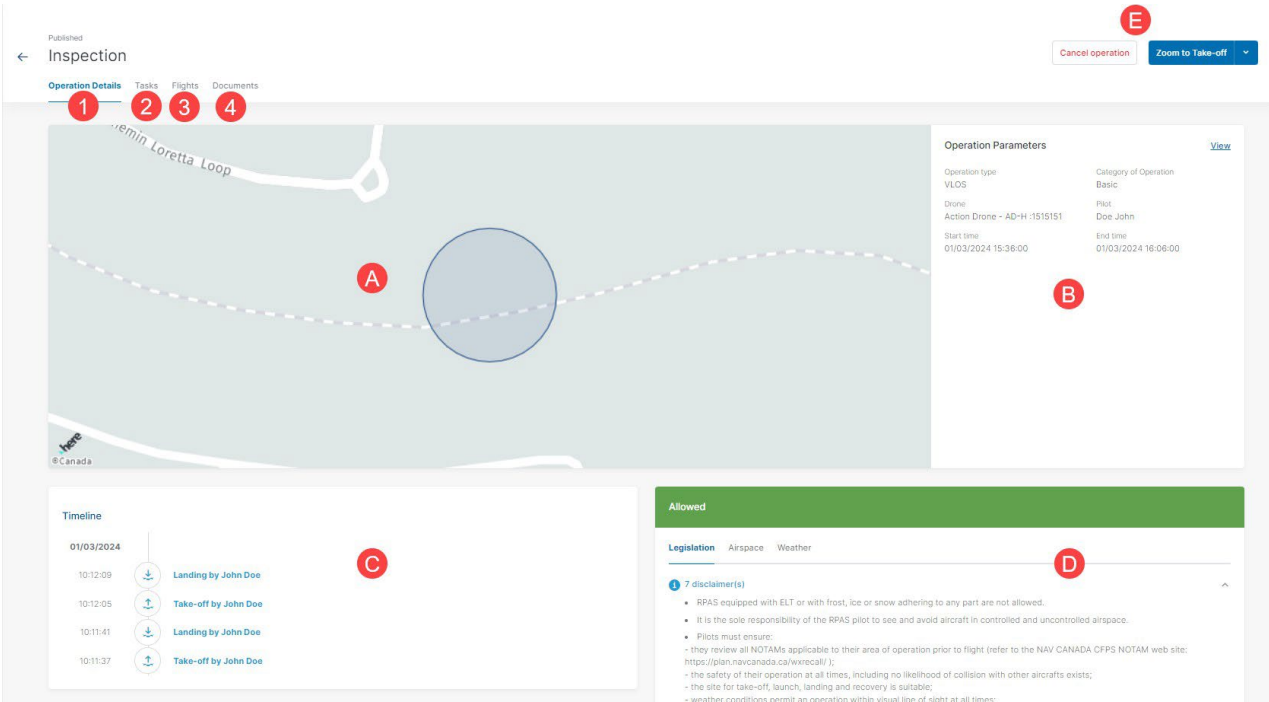 E
Published
Inspection
Cancel operation
Zoom to Take-off
Operation Details Tasks Flights Documents
1 2 3 4
Chemin Loretta Loop
A
here
©Canada
Operation Parameters View
Operation type Category of Operation
VLOS Basic
Drone Pilot
Action Drone - AD-H :1515151 Doe John
Start time End time
01/03/2024 15:36:00 01/03/2024 16:06:00
B
Timeline
01/03/2024
C
10:12:09 Landing by John Doe
10:12:05 Take-off by John Doe
10:11:41 Landing by John Doe
10:11:37 Take-off by John Doe
Allowed
Legislation Airspace Weather
D
7 disclaimer(s)
• RPAS equipped with ELT or with frost, ice or snow adhering to any part are not allowed.
• It is the sole responsibility of the RPAS pilot to see and avoid aircraft in controlled and uncontrolled airspace.
• Pilots must ensure:
- they review all NOTAMs applicable to their area of operation prior to flight (refer to the NAV CANADA CFPS NOTAM web site:
https://plan.navcanada.ca/wxrecall/ );
- the safety of their operation at all times, including no likelihood of collision with other aircrafts exists;
- the site for take-off, launch, landing and recovery is suitable;
- weather conditions permit an operation within visual line of sight at all times;